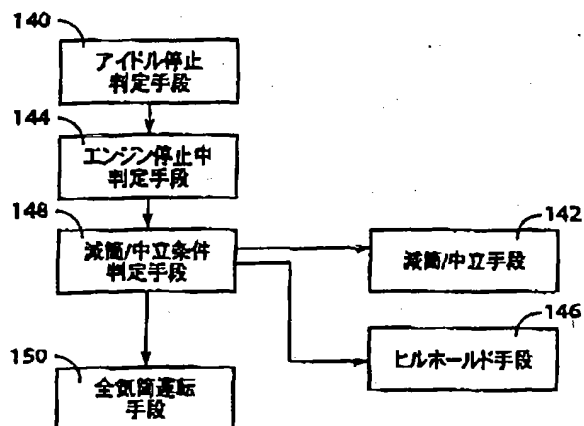 140
アイドル停止
判定手段
144
エンジン停止中
判定手段
148
減筒/中立条件
判定手段
142
減筒/中立手段
146
ヒルホールド手段
150
全気筒運転
手段